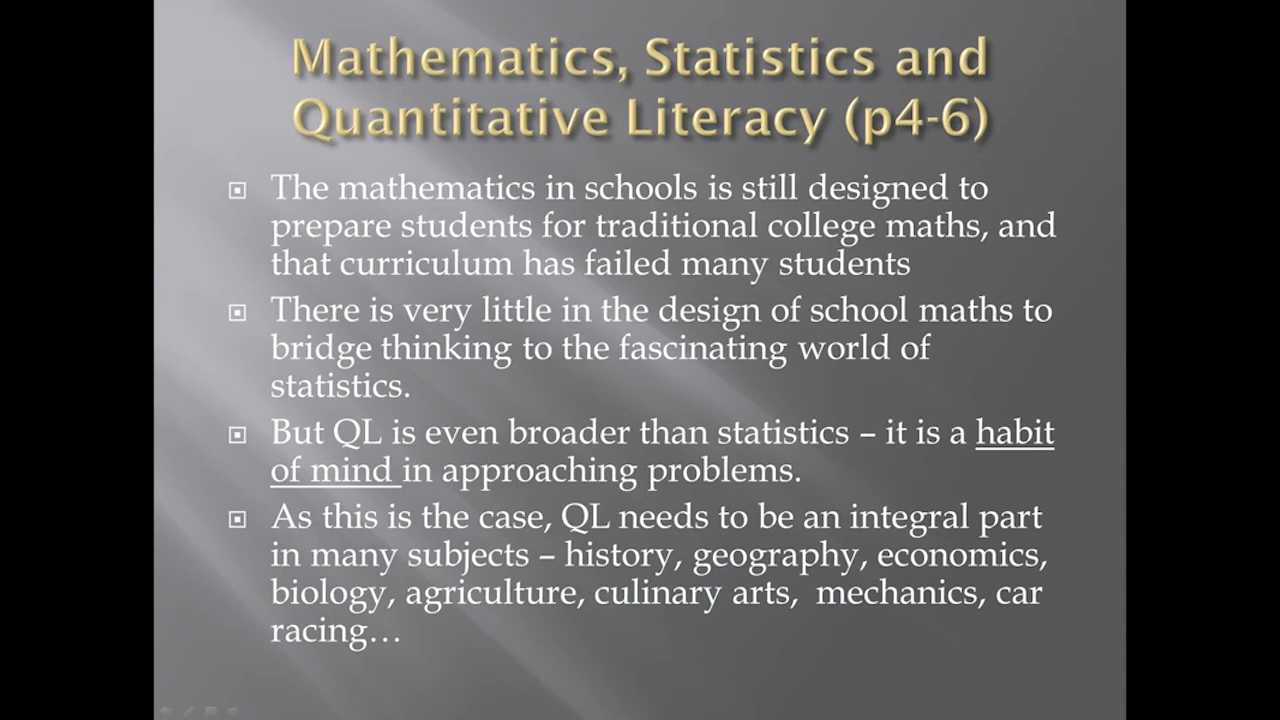 Mathematics, Statistics and
Quantitative Literacy (p4-6)
The mathematics in schools is still designed to
prepare students for traditional college maths, and
that curriculum has failed many students
There is very little in the design of school maths to
bridge thinking to the fascinating world of
statistics.
But QL is even broader than statistics – it is a habit
of mind in approaching problems.
As this is the case, QL needs to be an integral part
in many subjects – history, geography, economics,
biology, agriculture, culinary arts,  mechanics, car
racing…